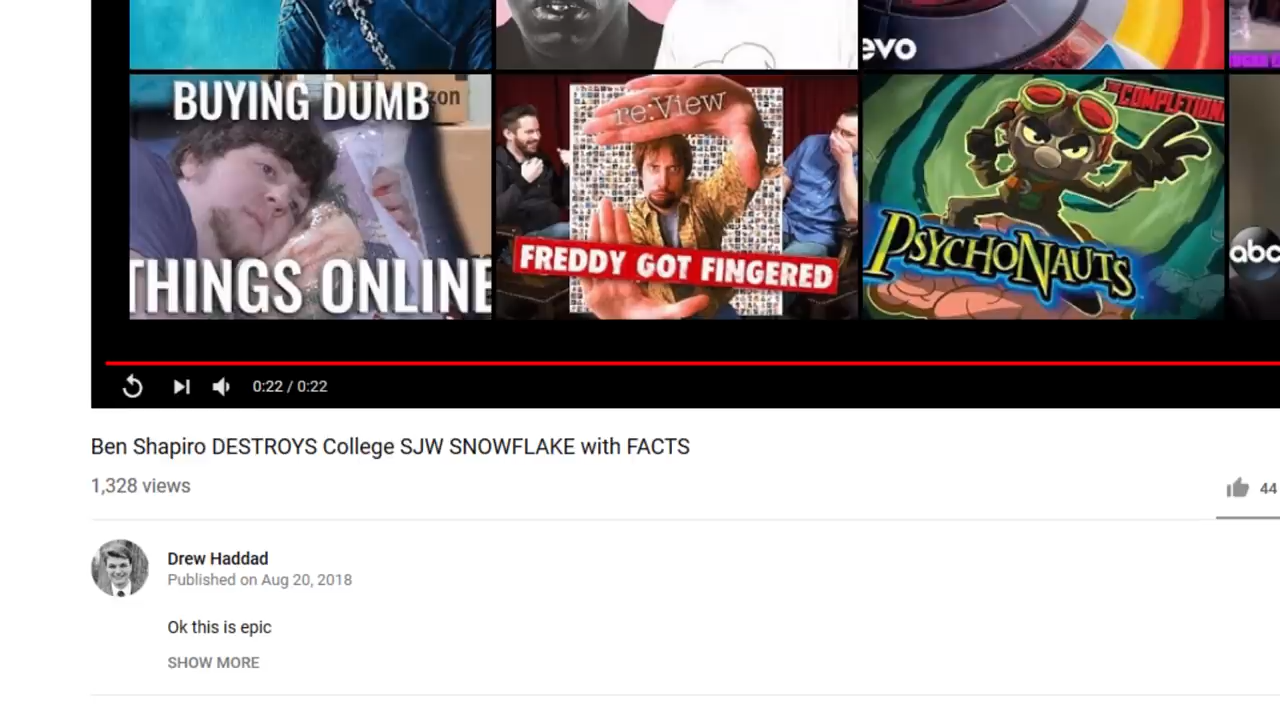 evo
BUYING DUMB
zon
THINGS ONLINE
re:View
FREDDY GOT FINGERED
THE COMPLETION
PSYCHONAUTS
abc
0:22 / 0:22
Ben Shapiro DESTROYS College SJW SNOWFLAKE with FACTS
1,328 views
44
Drew Haddad
Published on Aug 20, 2018
Ok this is epic
SHOW MORE